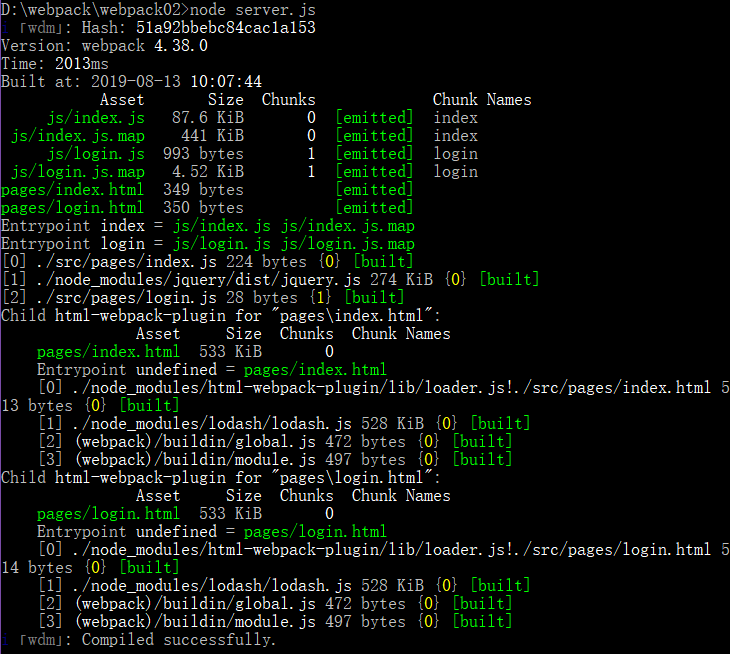 D:\webpack\webpack02>node server.js
「wdm」: Hash: 51a92bbebc84cac1a153
Version: webpack 4.38.0
Time: 2013ms
Built at: 2019-08-13 10:07:44
Asset Size Chunks Chunk Names
js/index.js 87.6 KiB 0 [emitted] index
js/index.js.map 441 KiB 0 [emitted] index
js/login.js 993 bytes 1 [emitted] login
js/login.js.map 4.52 KiB 1 [emitted] login
pages/index.html 349 bytes [emitted]
pages/login.html 350 bytes [emitted]
Entrypoint index = js/index.js js/index.js.map
Entrypoint login = js/login.js js/login.js.map
[0] ./src/pages/index.js 224 bytes {0} [built]
[1] ./node_modules/jquery/dist/jquery.js 274 KiB {0} [built]
[2] ./src/pages/login.js 28 bytes {1} [built]
Child html-webpack-plugin for "pages\index.html":
Asset Size Chunks Chunk Names
pages/index.html 533 KiB 0
Entrypoint undefined = pages/index.html
[0] ./node_modules/html-webpack-plugin/lib/loader.js!./src/pages/index.html 5
13 bytes {0} [built]
[1] ./node_modules/lodash/lodash.js 528 KiB {0} [built]
[2] (webpack)/buildin/global.js 472 bytes {0} [built]
[3] (webpack)/buildin/module.js 497 bytes {0} [built]
Child html-webpack-plugin for "pages\login.html":
Asset Size Chunks Chunk Names
pages/login.html 533 KiB 0
Entrypoint undefined = pages/login.html
[0] ./node_modules/html-webpack-plugin/lib/loader.js!./src/pages/login.html 5
14 bytes {0} [built]
[1] ./node_modules/lodash/lodash.js 528 KiB {0} [built]
[2] (webpack)/buildin/global.js 472 bytes {0} [built]
[3] (webpack)/buildin/module.js 497 bytes {0} [built]
「wdm」: Compiled successfully.